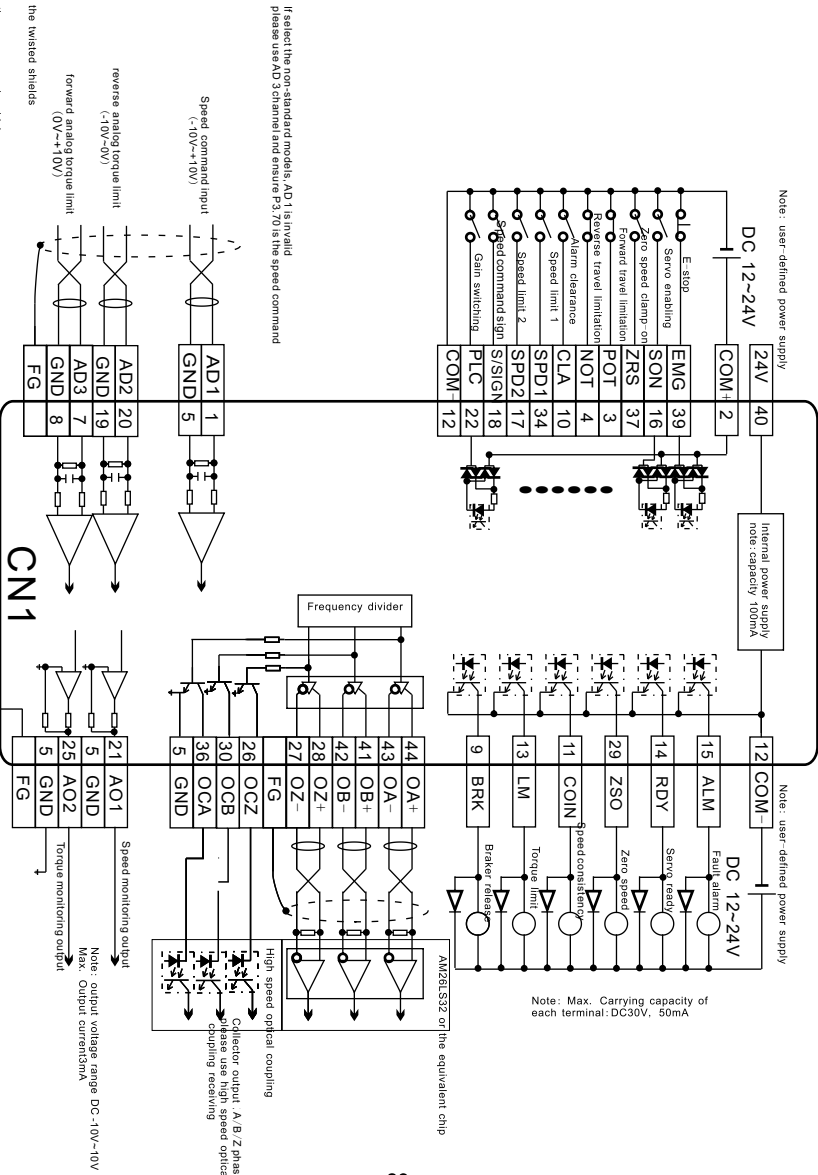 Note: user-defined power supply
DC 12~24V
24V 40
COM+ 2
E-stop
EMG 39
Servo enabling
SON 16
Zero speed clamp-on
ZRS 37
Forward travel limitation
POT 3
Reverse travel limitation
NOT 4
Alarm clearance
CLA 10
Speed limit 1
SPD1 34
Speed limit 2
SPD2 17
Speed command sign
S/SIGN 18
Gain switching
PLC 22
COM- 12
Internal power supply
note:capacity 100mA
Note: user-defined power supply
12 COM-
DC 12~24V
15 ALM
Fault alarm
14 RDY
Servo ready
29 ZSO
Zero speed
11 COIN
Speed consistency
13 LM
Torque limit
9 BRK
Braker release
Note: Max. Carrying capacity of
each terminal:DC30V, 50mA
If select the non-standard models, AD1 is invalid
please use AD 3 channel and ensure P3.70 is the speed command
Speed command input
(-10V~+10V)
AD1 1
GND 5
reverse analog torque limit
(-10V~0V)
AD2 20
GND 19
forward analog torque limit
(0V~+10V)
AD3 7
GND 8
FG
the twisted shields
CN1
Frequency divider
44 OA+
43 OA-
41 OB+
42 OB-
28 OZ+
27 OZ-
FG
26 OCZ
30 OCB
36 OCA
5 GND
AM26LS32 or the equivalent chip
High speed optical coupling
Collector output . A/B/Z phas
please use high speed optica
coupling receiving
21 AO1
5 GND
25 AO2
5 GND
FG
Speed monitoring output
Torque monitoring output
Note: output voltage range DC -10V~10V
Max. Output current3mA